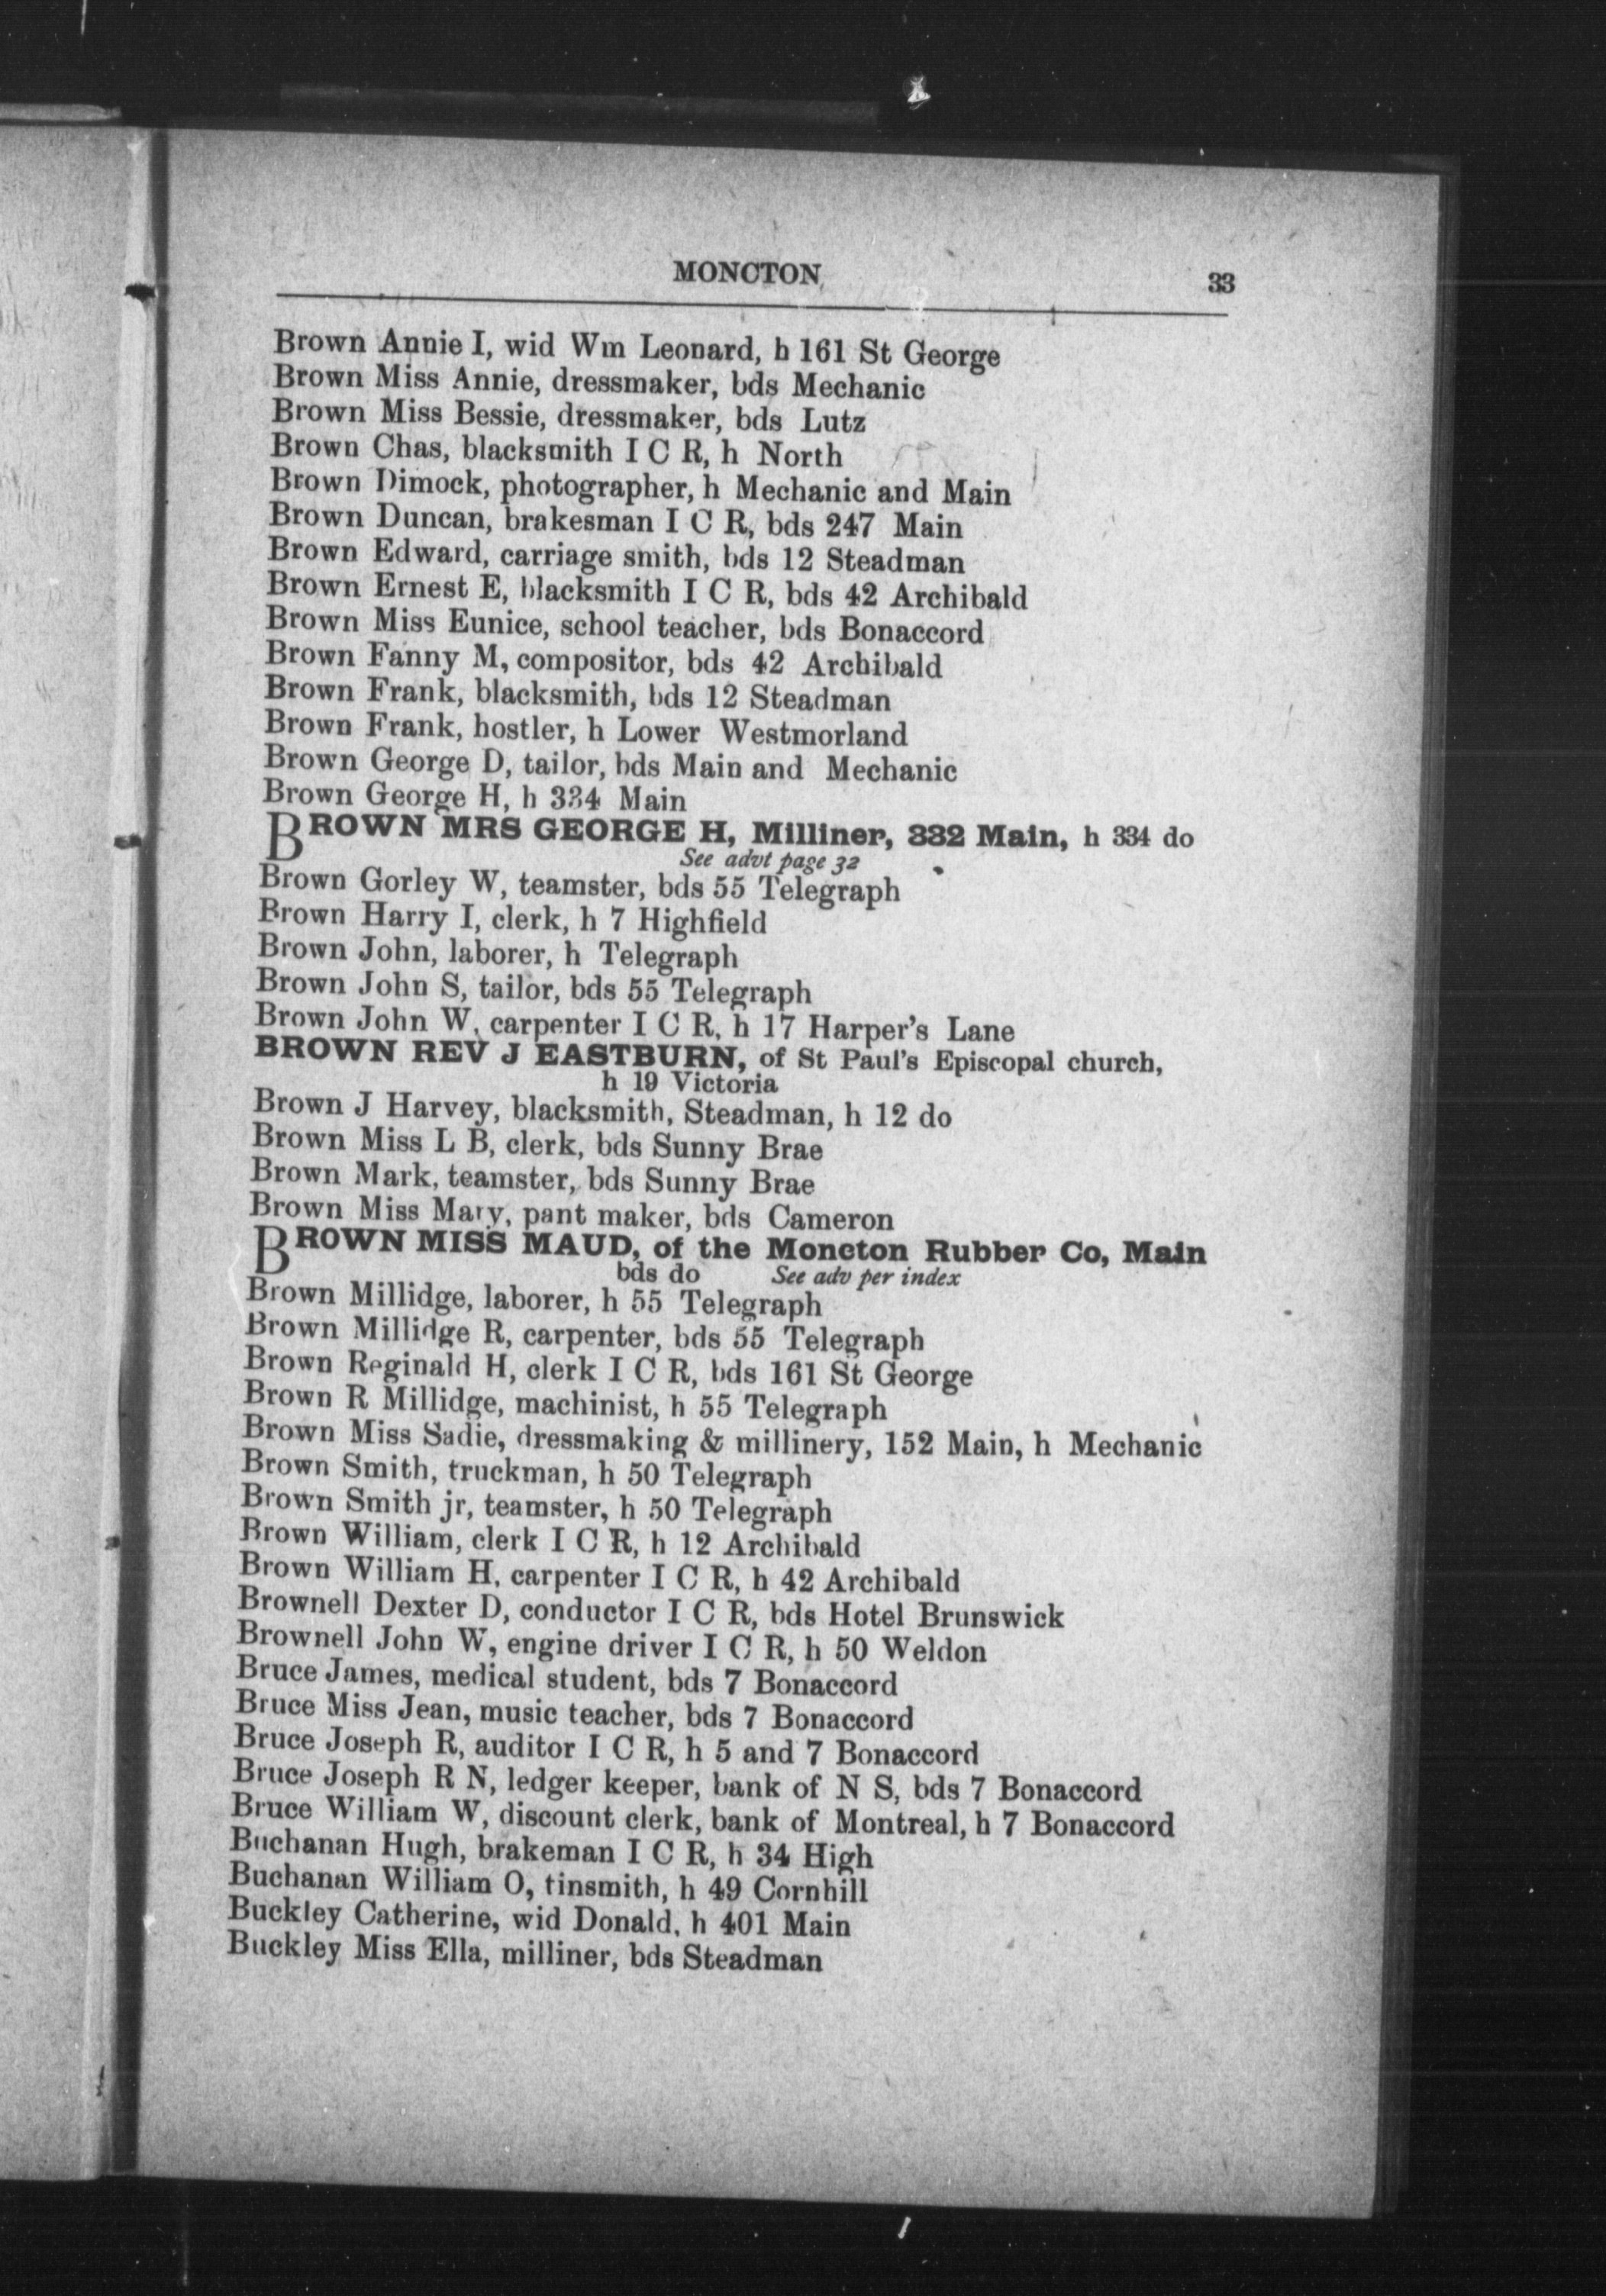 MONCTON
33
Brown Annie I, wid Wm Leonard, h 161 St George
Brown Miss Annie, dressmaker, bds Mechanic
Brown Miss Bessie, dressmaker, bds Lutz
Brown Chas, blacksmith I C R, h North
Brown Dimock, photographer, h Mechanic and Main
Brown Duncan, brakesman I C R, bds 247 Main
Brown Edward, carriage smith, bds 12 Steadman
Brown Ernest E, blacksmith I C R, bds 42 Archibald
Brown Miss Eunice, school teacher, bds Bonaccord
Brown Fanny M, compositor, bds 42 Archibald
Brown Frank, blacksmith, bds 12 Steadman
Brown Frank, hostler, h Lower Westmorland
Brown George D, tailor, bds Main and Mechanic
Brown George H, h 334 Main
BROWN MRS GEORGE H, Milliner, 332 Main, h 334 do
See advt page 32
Brown Gorley W, teamster, bds 55 Telegraph
Brown Harry I, clerk, h 7 Highfield
Brown John, laborer, h Telegraph
Brown John S, tailor, bds 55 Telegraph
Brown John W, carpenter I C R, h 17 Harper's Lane
BROWN REV J EASTBURN, of St Paul's Episcopal church,
h 19 Victoria
Brown J Harvey, blacksmith, Steadman, h 12 do
Brown Miss L B, clerk, bds Sunny Brae
Brown Mark, teamster, bds Sunny Brae
Brown Miss Mary, pant maker, bds Cameron
BROWN MISS MAUD, of the Moncton Rubber Co, Main
bds do See adv per index
Brown Millidge, laborer, h 55 Telegraph
Brown Millidge R, carpenter, bds 55 Telegraph
Brown Reginald H, clerk I C R, bds 161 St George
Brown R Millidge, machinist, h 55 Telegraph
Brown Miss Sadie, dressmaking & millinery, 152 Main, h Mechanic
Brown Smith, truckman, h 50 Telegraph
Brown Smith jr, teamster, h 50 Telegraph
Brown William, clerk I C R, h 12 Archibald
Brown William H, carpenter I C R, h 42 Archibald
Brownell Dexter D, conductor I C R, bds Hotel Brunswick
Brownell John W, engine driver I C R, h 50 Weldon
Bruce James, medical student, bds 7 Bonaccord
Bruce Miss Jean, music teacher, bds 7 Bonaccord
Bruce Joseph R, auditor I C R, h 5 and 7 Bonaccord
Bruce Joseph R N, ledger keeper, bank of N S, bds 7 Bonaccord
Bruce William W, discount clerk, bank of Montreal, h 7 Bonaccord
Buchanan Hugh, brakeman I C R, h 34 High
Buchanan William O, tinsmith, h 49 Cornhill
Buckley Catherine, wid Donald, h 401 Main
Buckley Miss Ella, milliner, bds Steadman